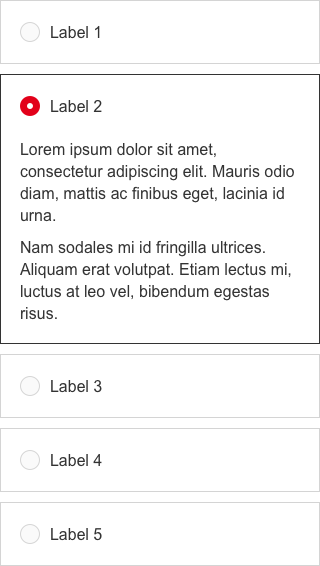 Label 1
Label 2
Lorem ipsum dolor sit amet,
consectetur adipiscing elit. Mauris odio
diam, mattis ac finibus eget, lacinia id
urna.
Nam sodales mi id fringilla ultrices.
Aliquam erat volutpat. Etiam lectus mi,
luctus at leo vel, bibendum egestas
risus.
Label 3
Label 4
Label 5